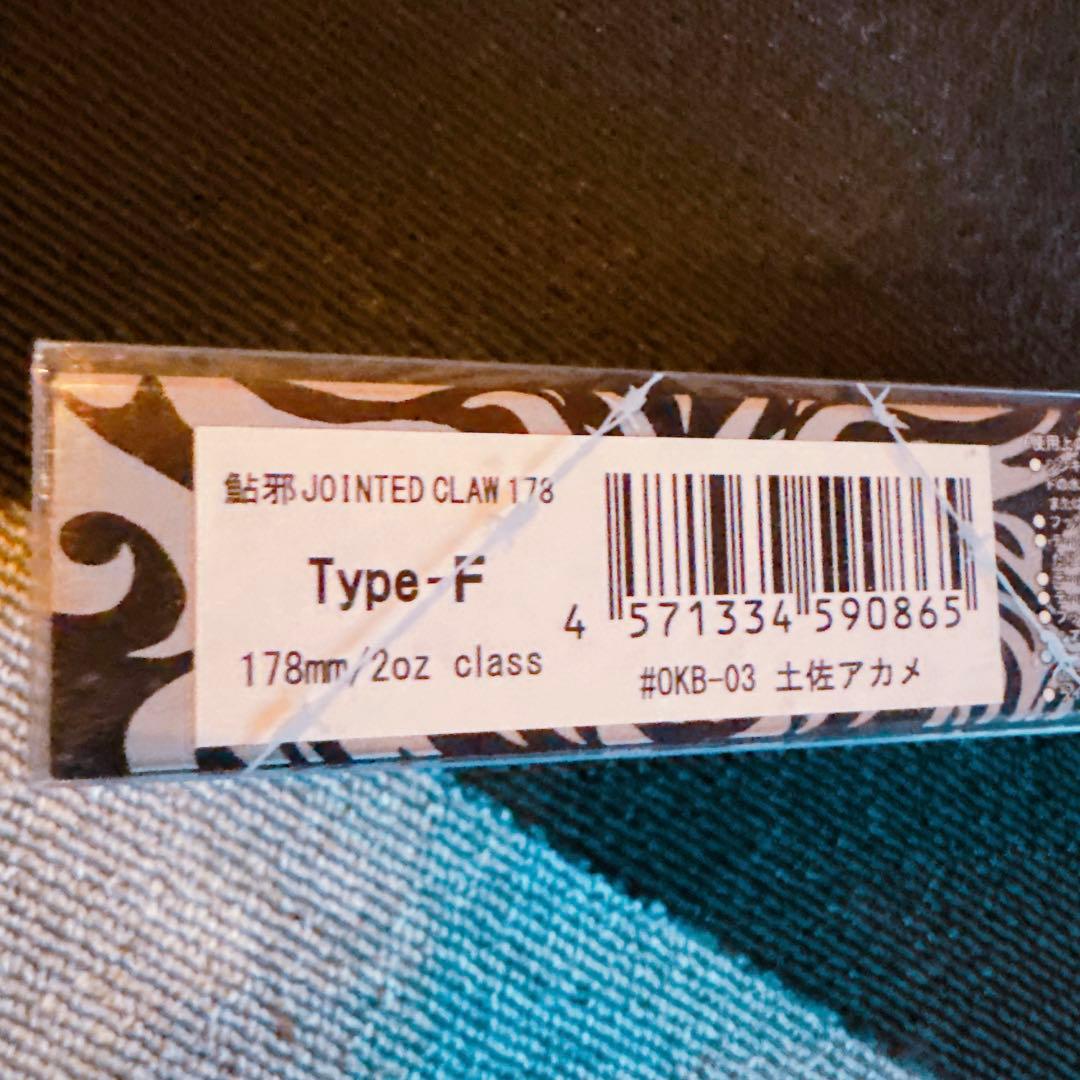 鮎邪 JOINTED CLAW 178
Type-F
178mm/2oz class
4 571334 590865
#OKB-03 土佐アカメ